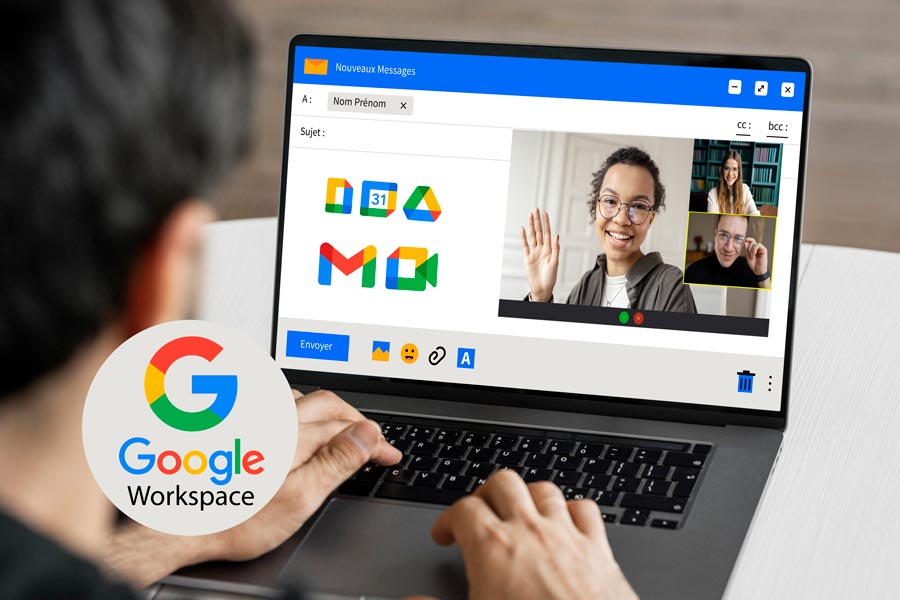 Nouveaux Messages
A : Nom Prénom
cc : bcc :
Sujet :
31
Envoyer
A
Google
Workspace